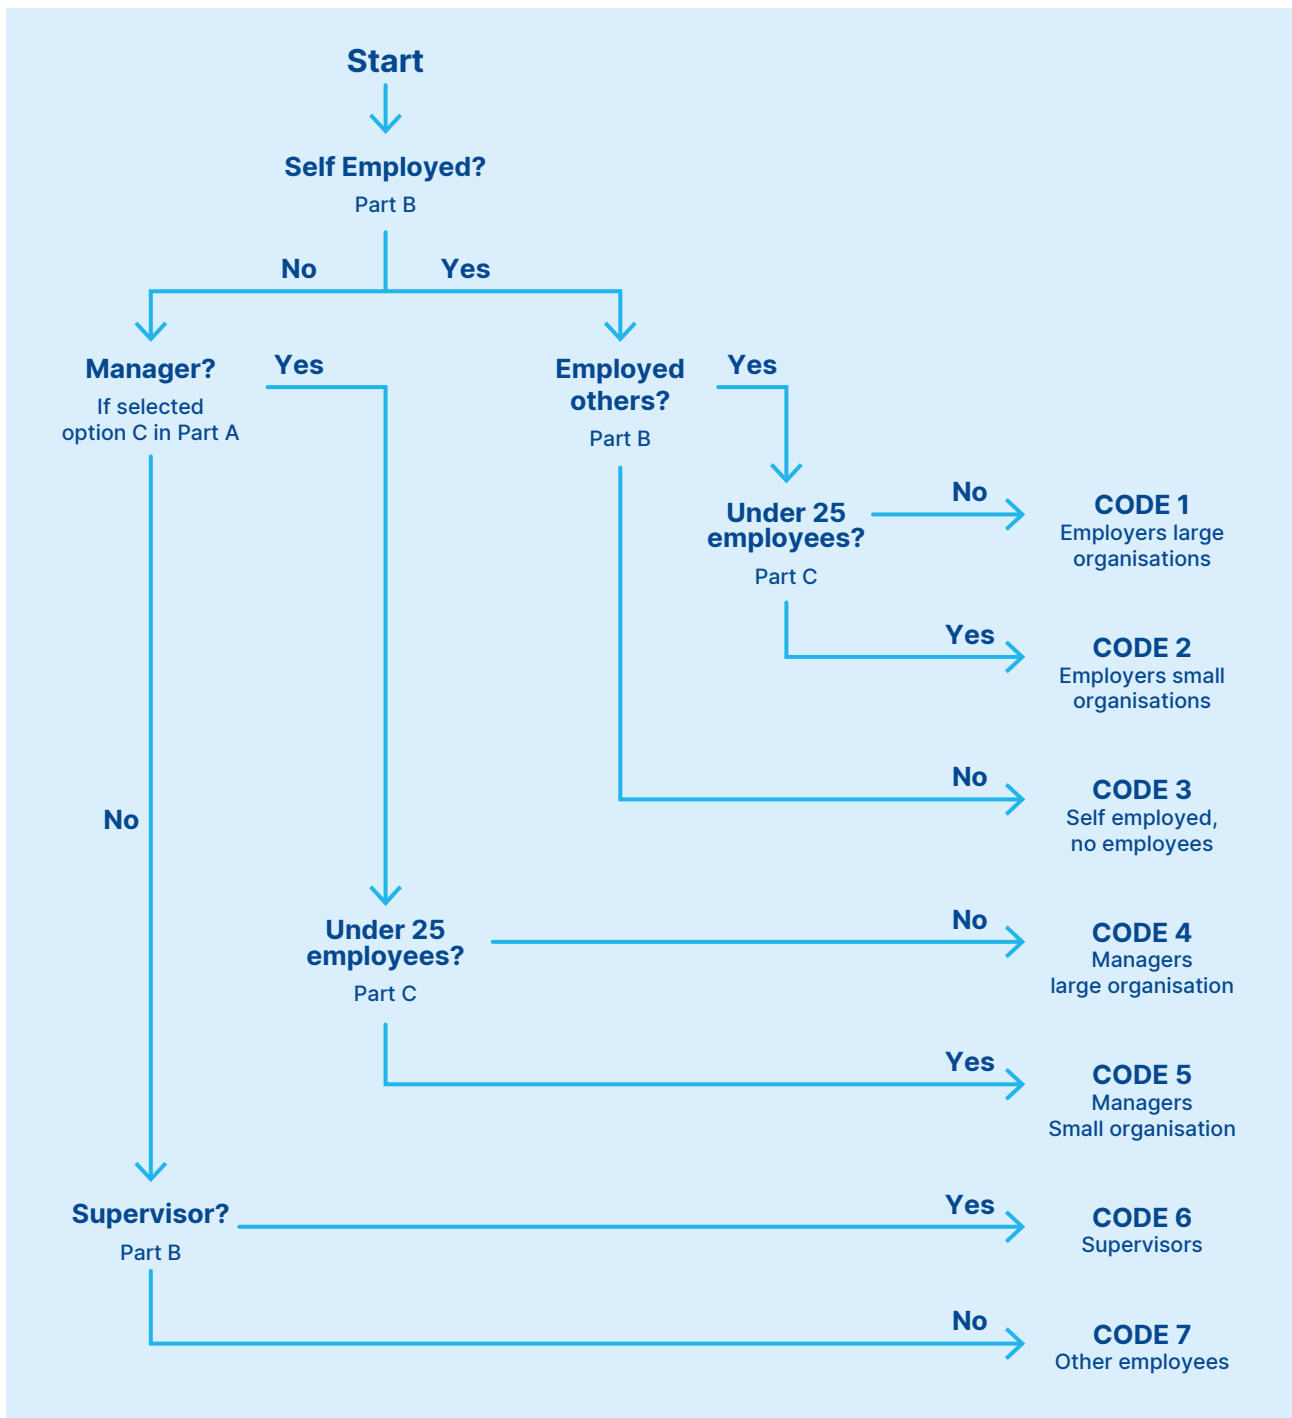 Start
Self Employed?
Part B
No
Yes
Manager?
If selected
option C in Part A
Yes
Employed
others?
Part B
Yes
Under 25
employees?
Part C
No
CODE 1
Employers large
organisations
Yes
CODE 2
Employers small
organisations
No
CODE 3
Self employed,
no employees
No
Under 25
employees?
Part C
No
CODE 4
Managers
large organisation
Yes
CODE 5
Managers
Small organisation
Supervisor?
Part B
Yes
CODE 6
Supervisors
No
CODE 7
Other employees